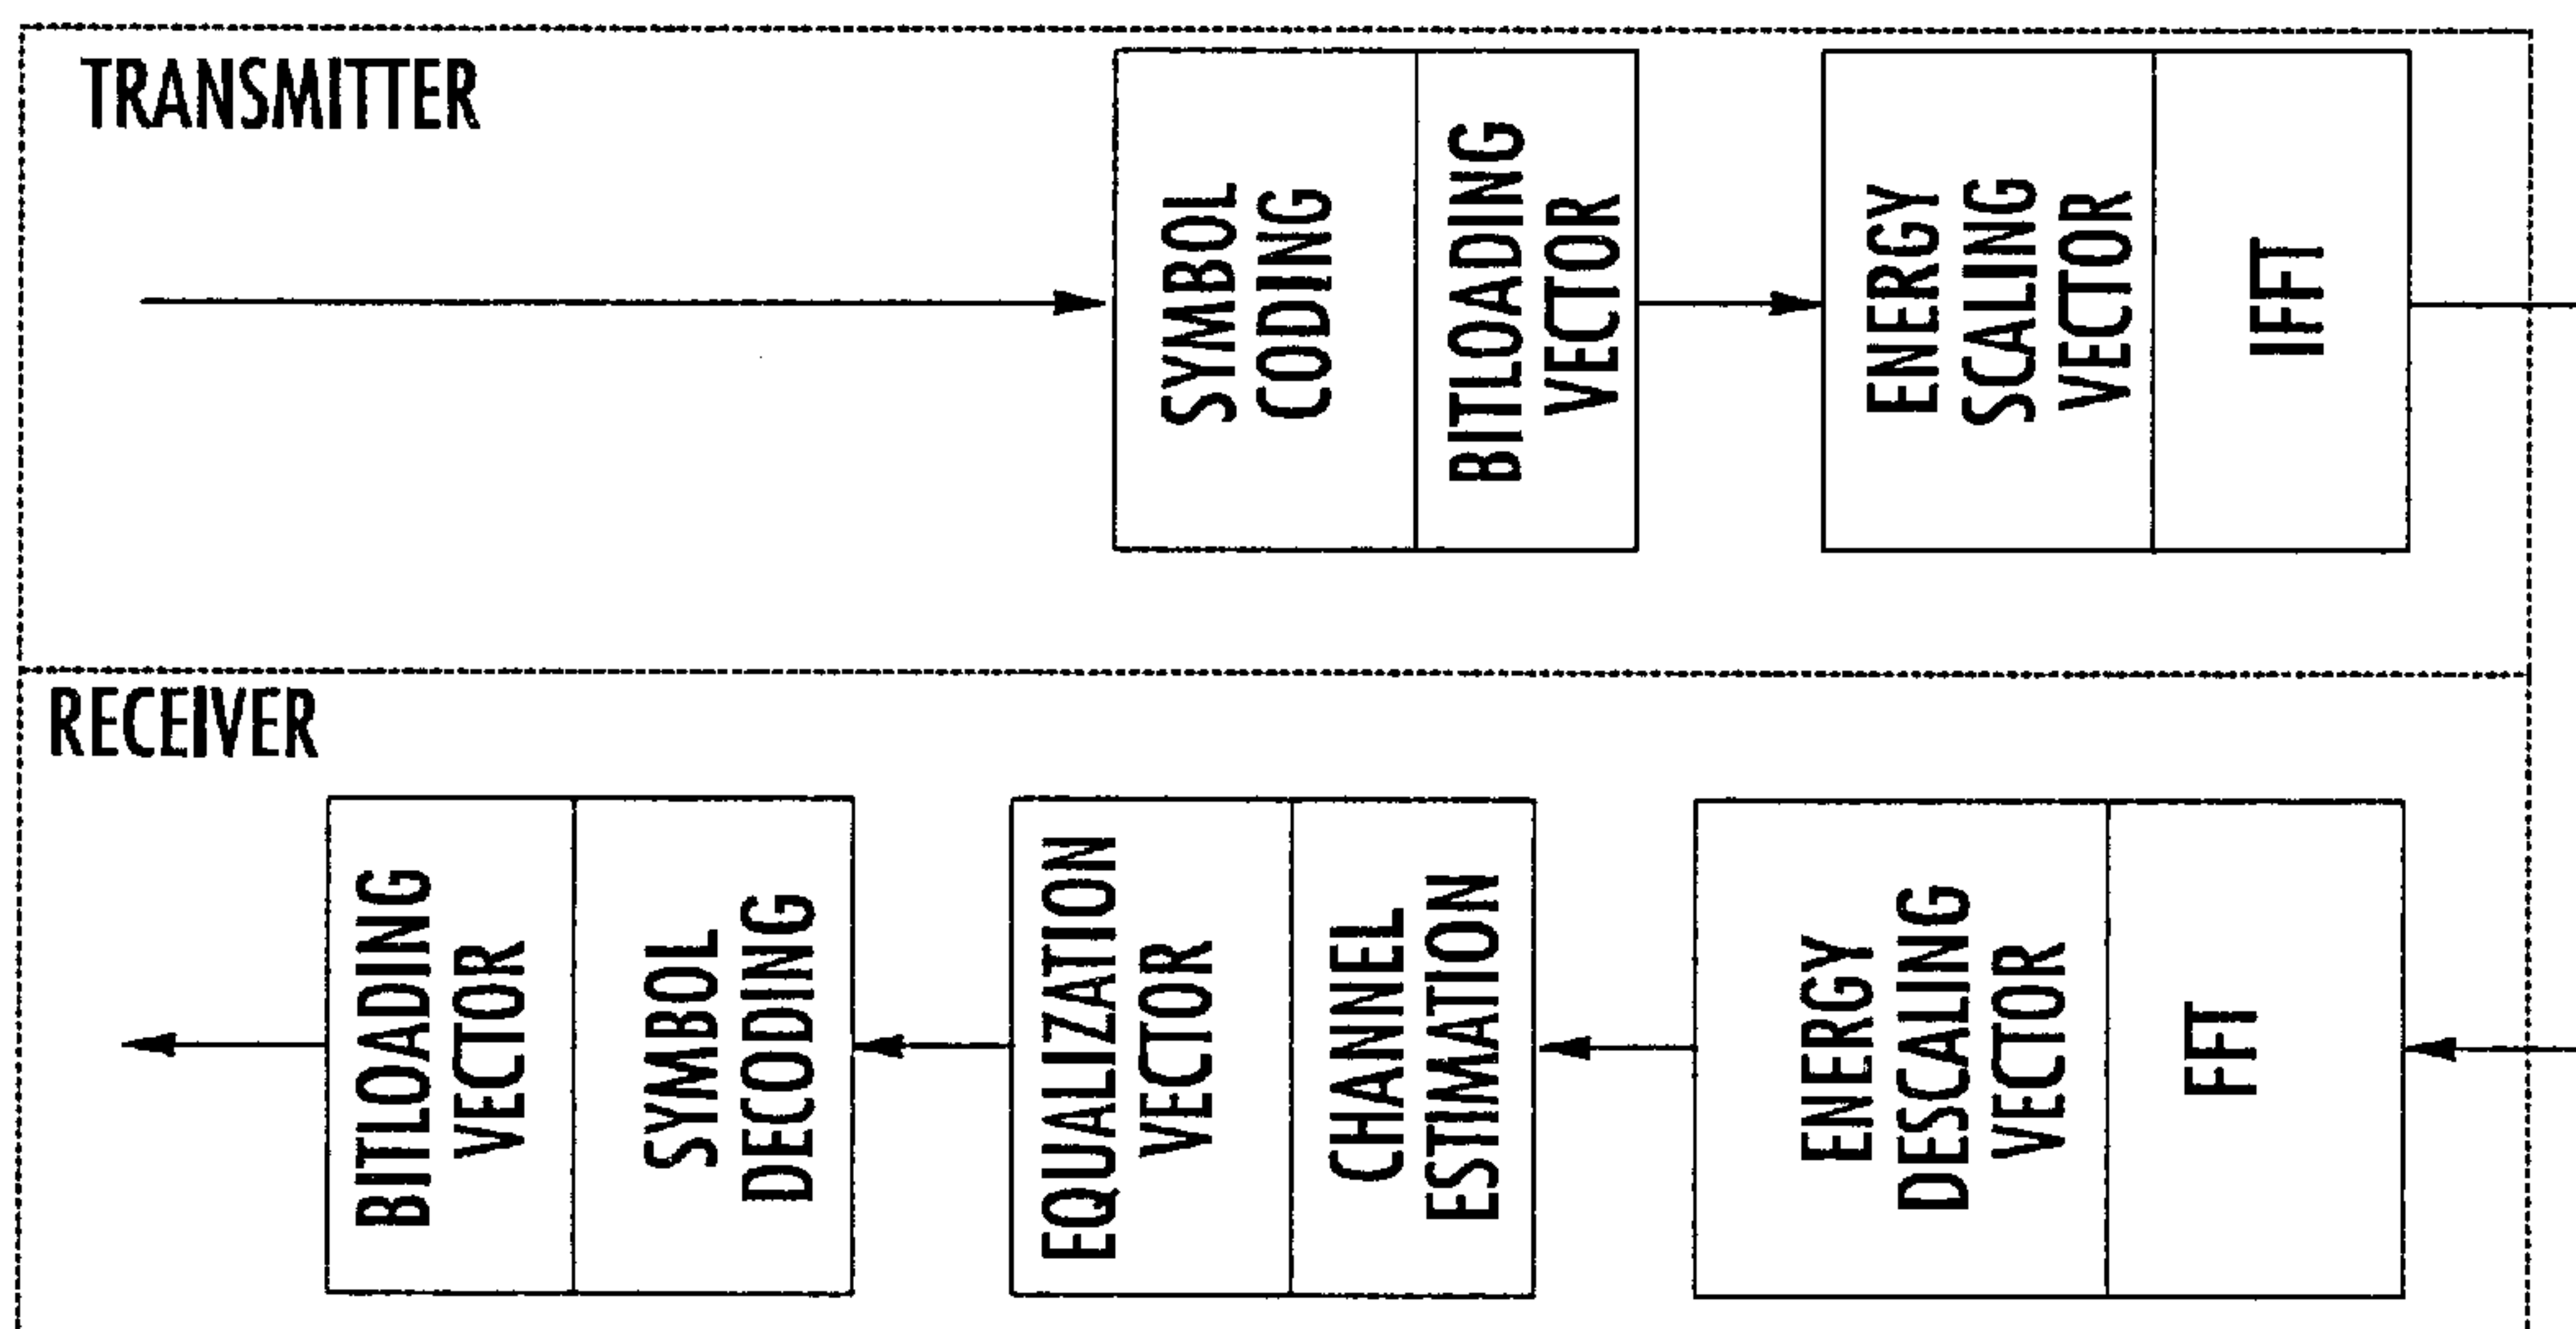 TRANSMITTER
SYMBOL
CODING
BITLOADING
VECTOR
ENERGY
SCALING
VECTOR
IFFT
RECEIVER
BITLOADING
VECTOR
SYMBOL
DECODING
EQUALIZATION
VECTOR
CHANNEL
ESTIMATION
ENERGY
DESCALING
VECTOR
FFT